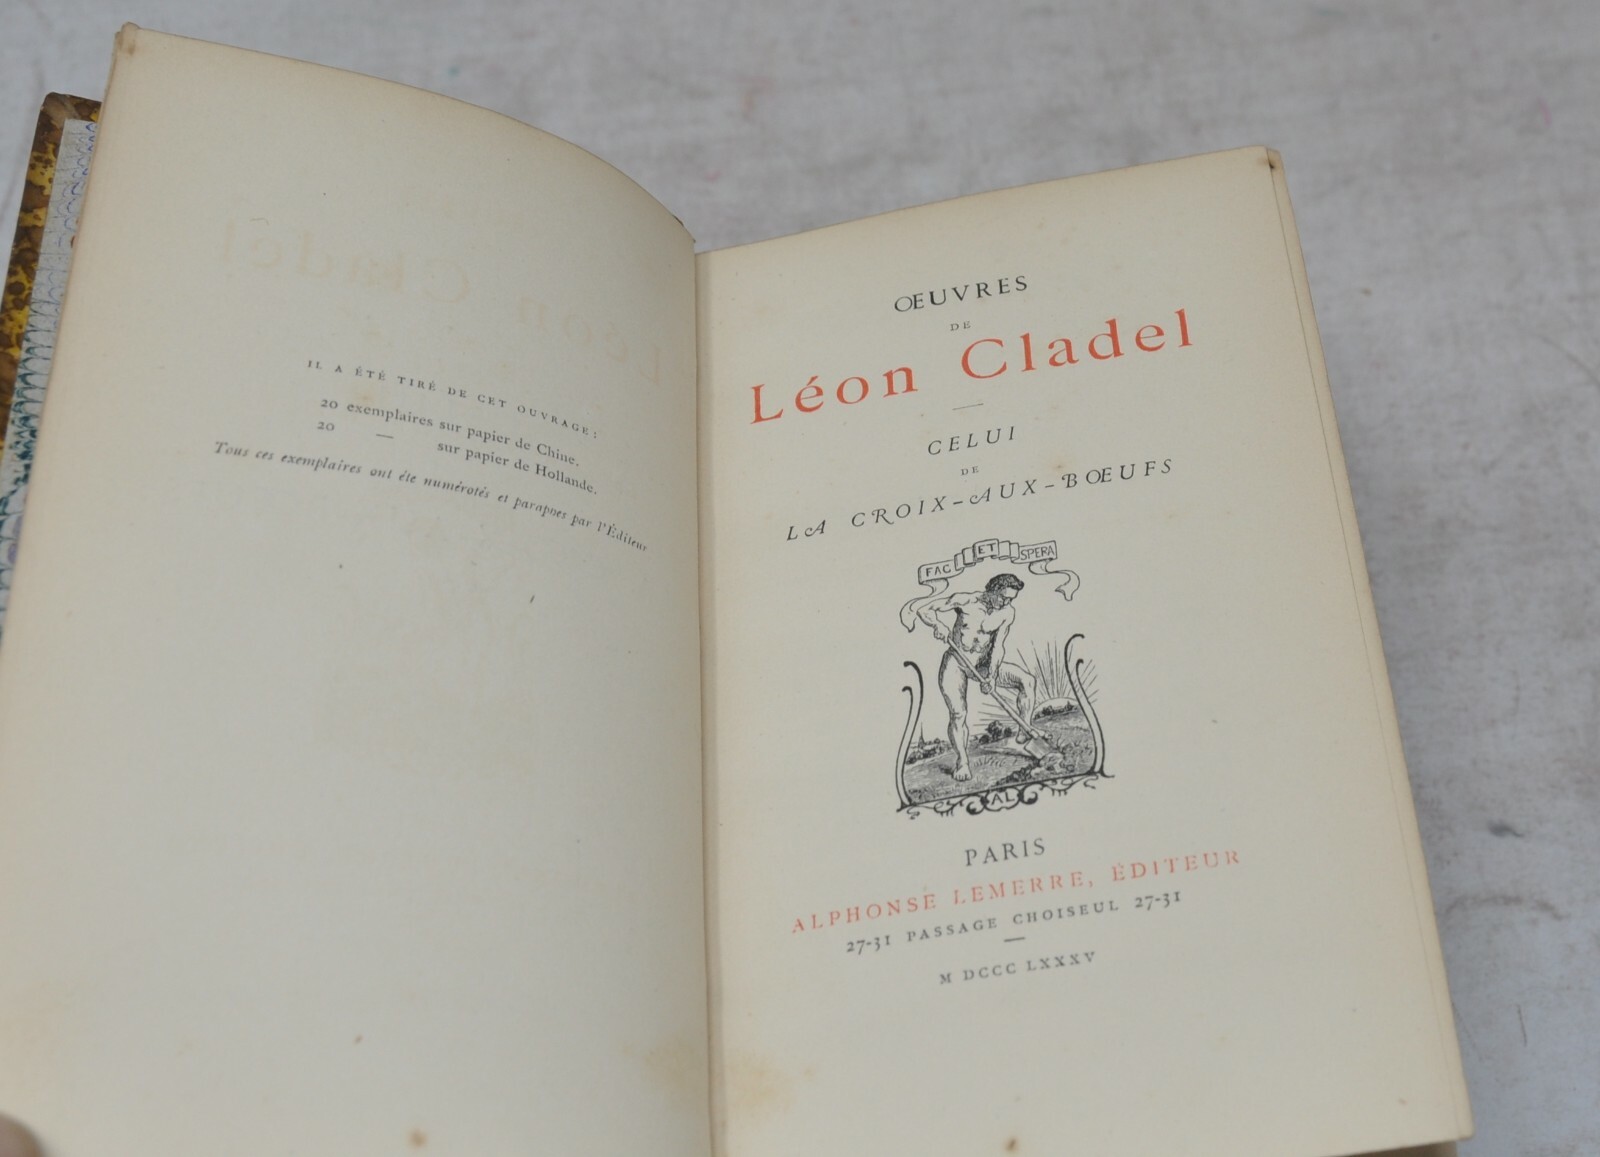 IL A ÉTÉ TIRÉ DE CET OUVRAGE :
20 exemplaires sur papier de Chine.
20 — sur papier de Hollande.
Tous ces exemplaires ont été numérotés et paraphés par l'Éditeur
OEUVRES
DE
Léon Cladel
—
CELUI
DE
LA CROIX-AUX-BŒUFS
FAC ET SPERA
AL
PARIS
ALPHONSE LEMERRE, ÉDITEUR
27-31 PASSAGE CHOISEUL 27-31
—
M DCCC LXXXV